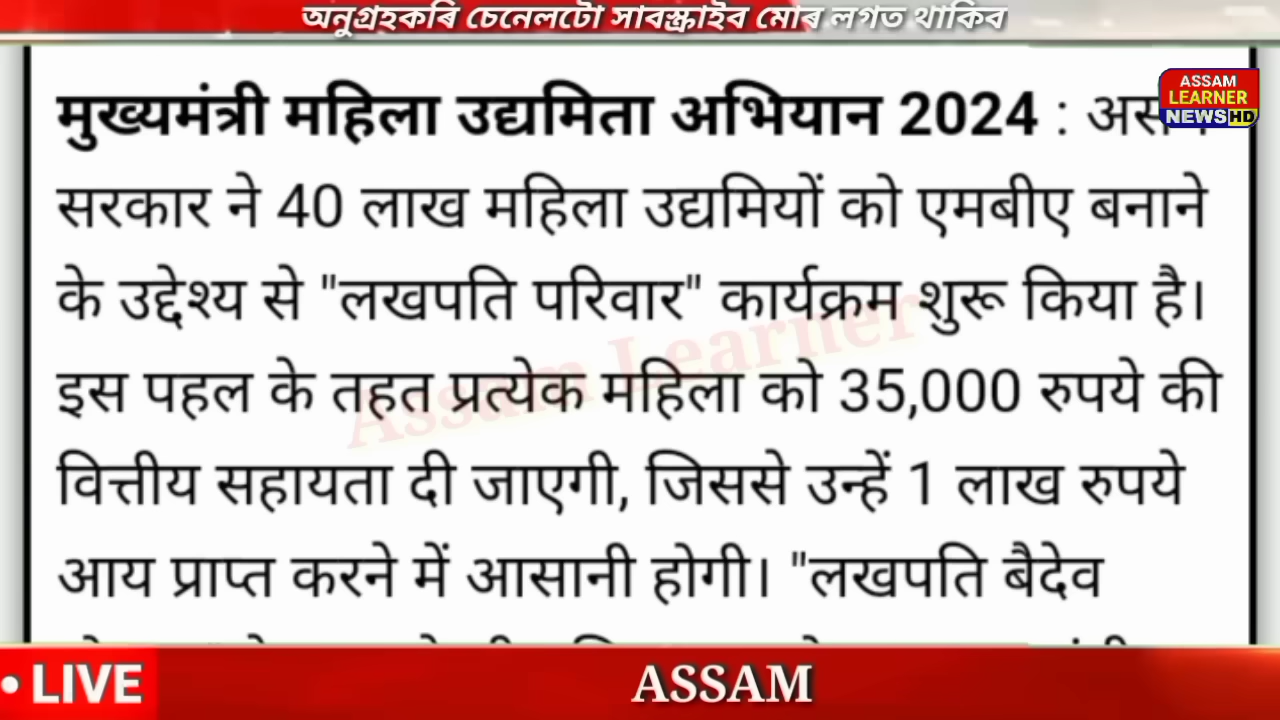 অনুগ্ৰহকৰি চেনেলটো সাবস্ক্ৰাইব মোৰ লগত থাকিব
ASSAM
LEARNER
NEWS HD
मुख्यमंत्री महिला उद्यमिता अभियान 2024 :
सरकार ने 40 लाख महिला उद्यमियों को एमबीए बनाने
के उद्देश्य से "लखपति परिवार" कार्यक्रम शुरू किया है।
इस पहल के तहत प्रत्येक महिला को 35,000 रुपये की
वित्तीय सहायता दी जाएगी, जिससे उन्हें 1 लाख रुपये
आय प्राप्त करने में आसानी होगी। "लखपति बैदेव
Assam Learner
• LIVE
ASSAM